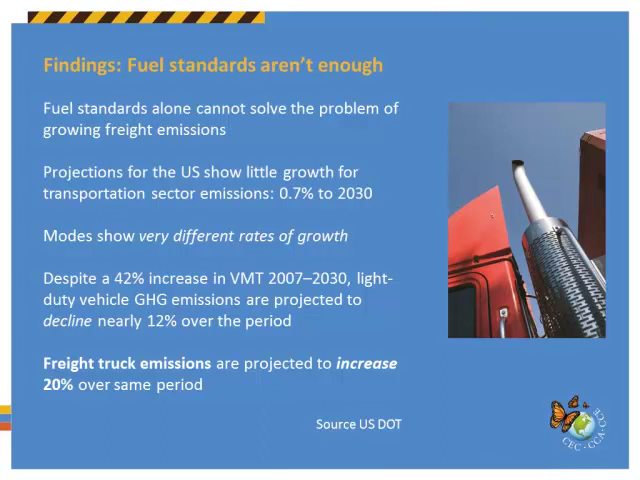 Findings: Fuel standards aren’t enough
Fuel standards alone cannot solve the problem of
growing freight emissions
Projections for the US show little growth for
transportation sector emissions: 0.7% to 2030
Modes show very different rates of growth
Despite a 42% increase in VMT 2007–2030, light-
duty vehicle GHG emissions are projected to
decline nearly 12% over the period
Freight truck emissions are projected to increase
20% over same period
Source US DOT
CEC · CCA · CCE